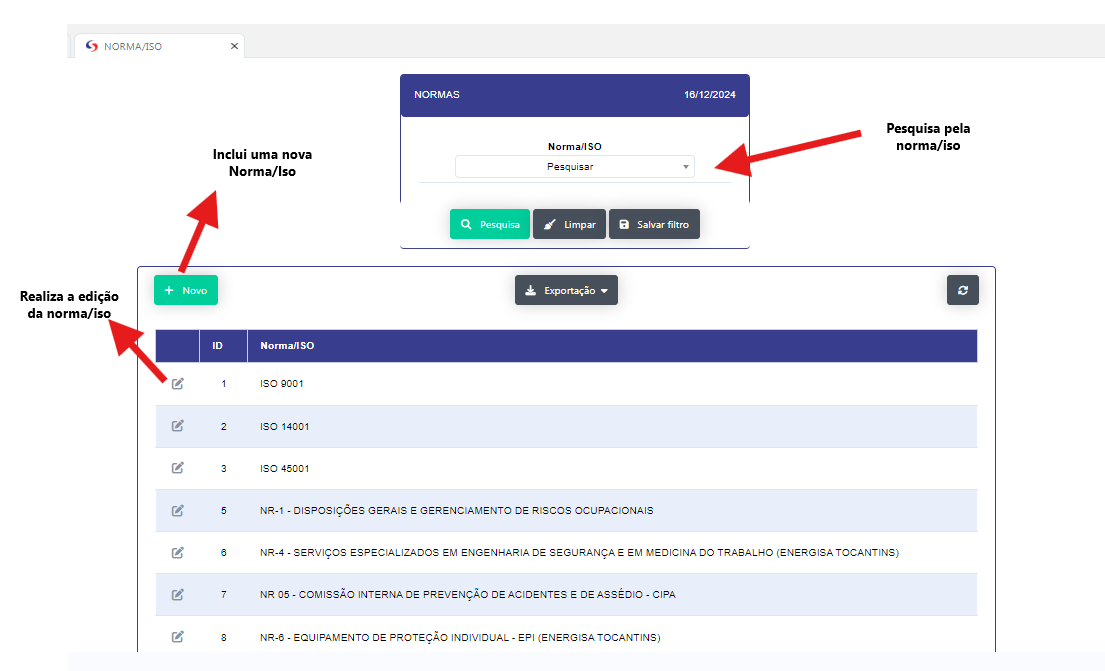 NORMA/ISO ×
NORMAS 16/12/2024
Pesquisa pela
norma/iso
Norma/ISO
Inclui uma nova
Norma/Iso
Pesquisar
Pesquisa Limpar Salvar filtro
+ Novo Exportação
Realiza a edição
da norma/iso
ID Norma/ISO
1 ISO 9001
2 ISO 14001
3 ISO 45001
5 NR-1 - DISPOSIÇÕES GERAIS E GERENCIAMENTO DE RISCOS OCUPACIONAIS
6 NR-4 - SERVIÇOS ESPECIALIZADOS EM ENGENHARIA DE SEGURANÇA E EM MEDICINA DO TRABALHO (ENERGISA TOCANTINS)
7 NR 05 - COMISSÃO INTERNA DE PREVENÇÃO DE ACIDENTES E DE ASSÉDIO - CIPA
8 NR-6 - EQUIPAMENTO DE PROTEÇÃO INDIVIDUAL - EPI (ENERGISA TOCANTINS)